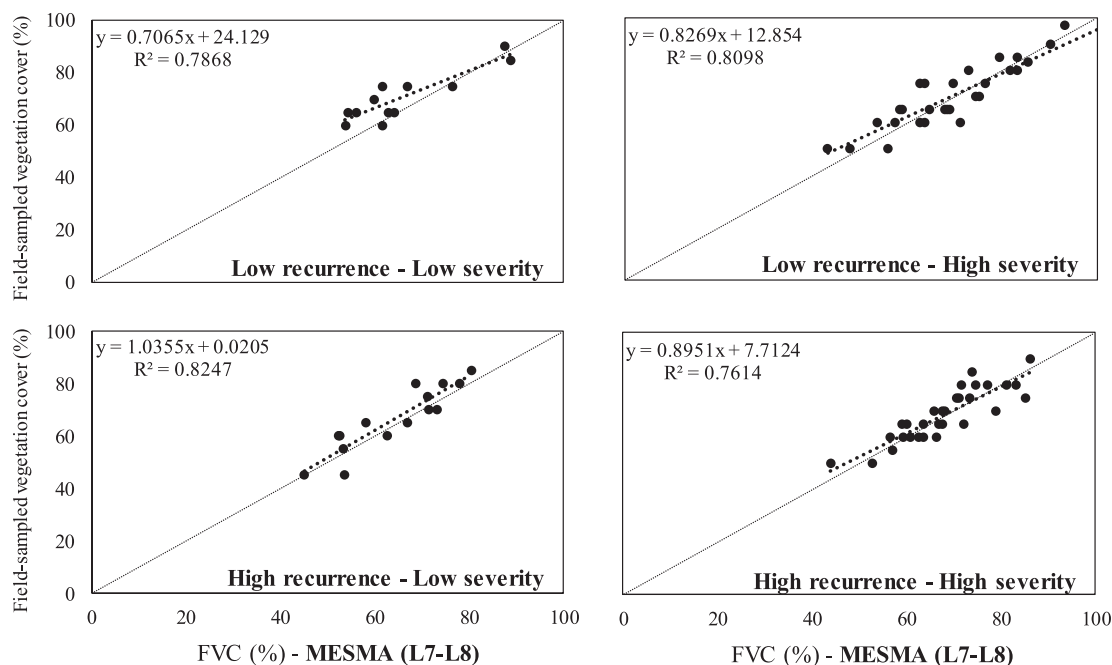 Field-sampled vegetation cover (%)
100
80
60
40
20
0
y = 0.7065x + 24.129
R² = 0.7868
Low recurrence - Low severity
y = 0.8269x + 12.854
R² = 0.8098
Low recurrence - High severity
Field-sampled vegetation cover (%)
100
80
60
40
20
0
y = 1.0355x + 0.0205
R² = 0.8247
High recurrence - Low severity
0 20 40 60 80 100
FVC (%) - MESMA (L7-L8)
y = 0.8951x + 7.7124
R² = 0.7614
High recurrence - High severity
0 20 40 60 80 100
FVC (%) - MESMA (L7-L8)